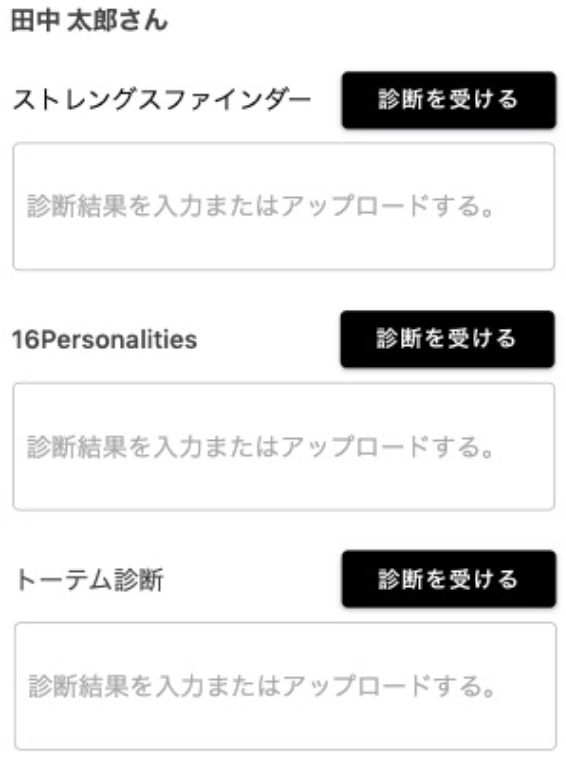 田中 太郎さん
ストレングスファインダー 診断を受ける
診断結果を入力またはアップロードする。
16Personalities 診断を受ける
診断結果を入力またはアップロードする。
トーテム診断 診断を受ける
診断結果を入力またはアップロードする。